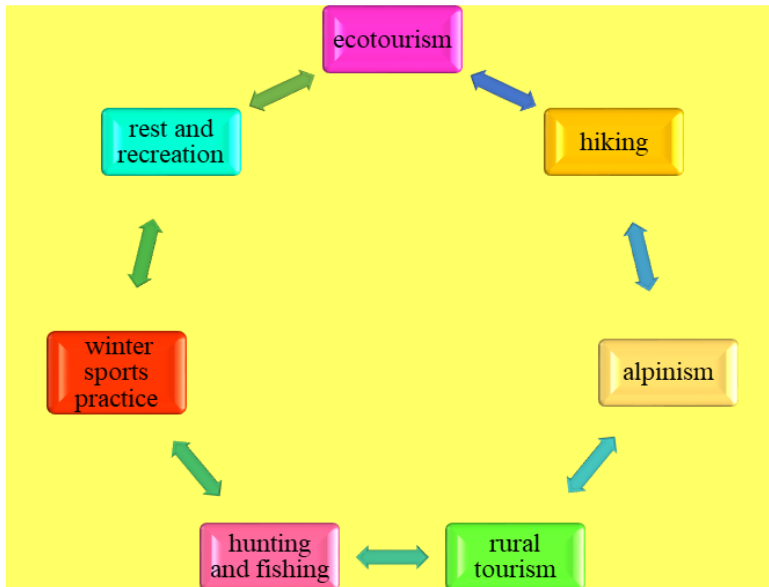 ecotourism
hiking
alpinism
rural
tourism
hunting
and fishing
winter
sports
practice
rest and
recreation